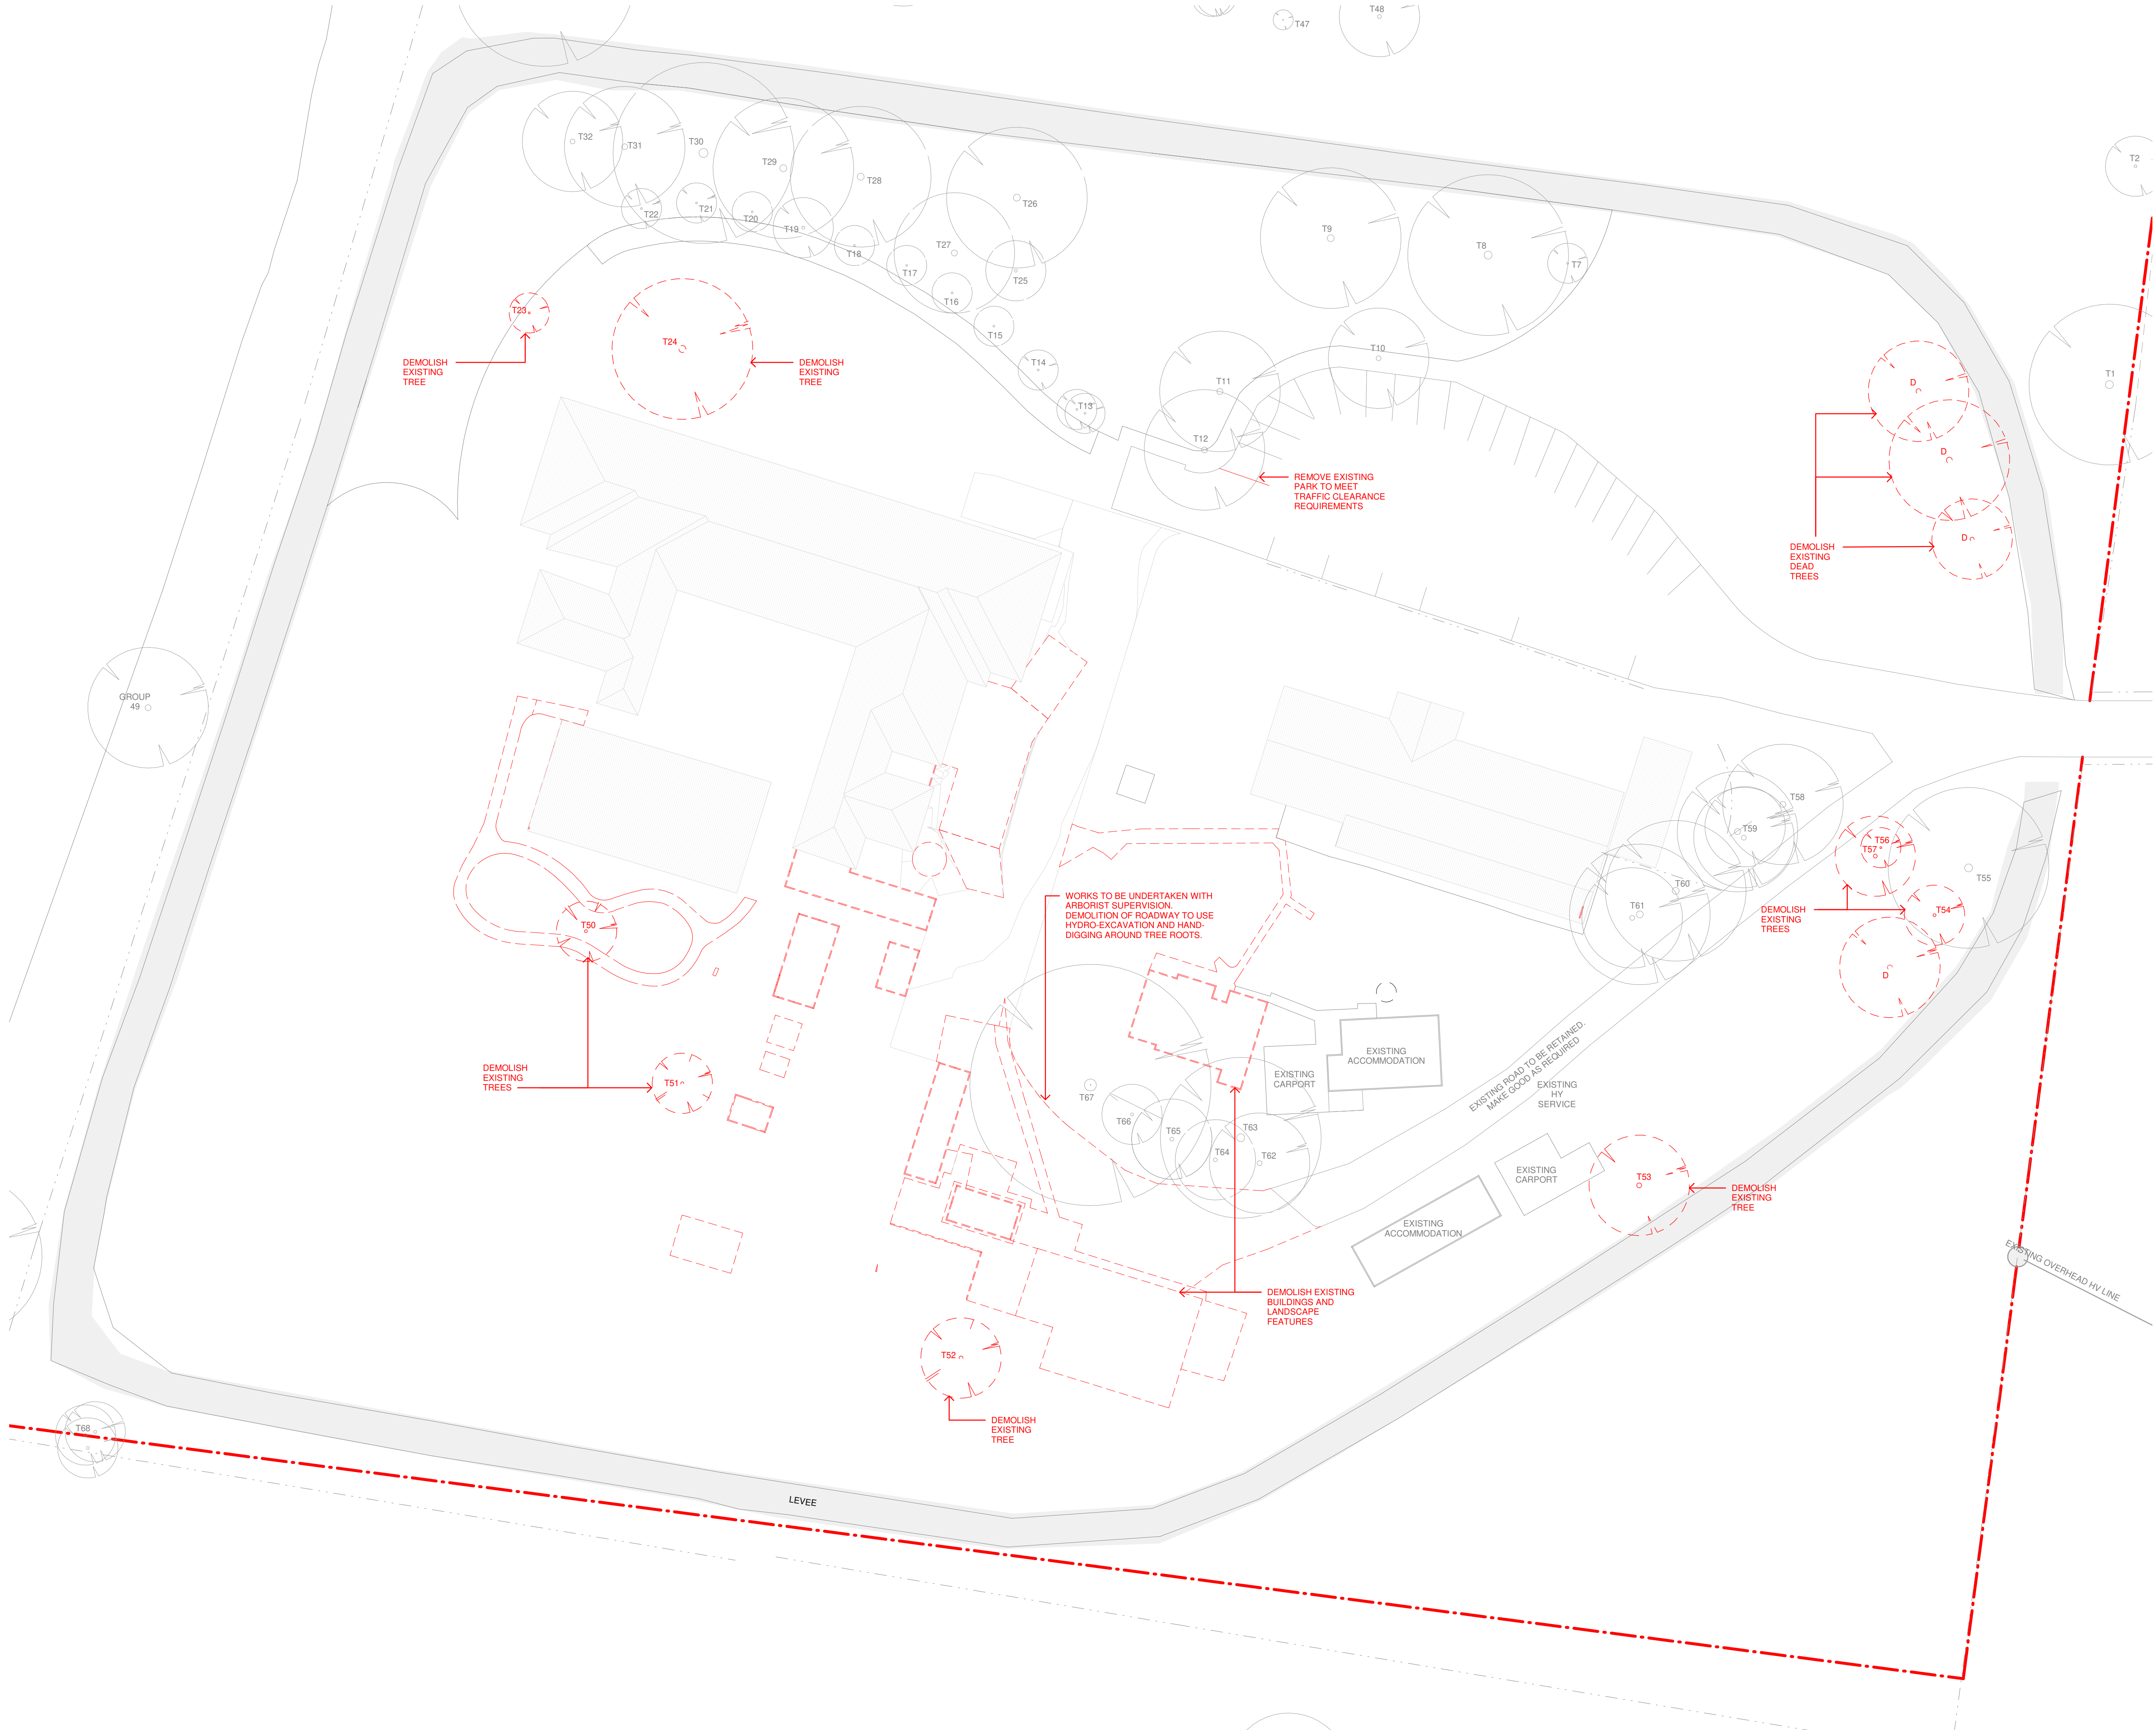 T48
T47
T32
T31
T30
T29
T28
T2
T22
T21
T20
T19
T18
T17
T16
T15
T14
T13
T27
T26
T25
T9
T8
T7
T10
T11
T12
T1
T23
T24
DEMOLISH
EXISTING
TREE
DEMOLISH
EXISTING
TREE
D
D
D
REMOVE EXISTING
PARK TO MEET
TRAFFIC CLEARANCE
REQUIREMENTS
DEMOLISH
EXISTING
DEAD
TREES
GROUP
49
T58
T59
T60
T61
T56
T57
T55
T54
D
DEMOLISH
EXISTING
TREES
WORKS TO BE UNDERTAKEN WITH
ARBORIST SUPERVISION.
DEMOLITION OF ROADWAY TO USE
HYDRO-EXCAVATION AND HAND-
DIGGING AROUND TREE ROOTS.
T50
DEMOLISH
EXISTING
TREES
T51
EXISTING
ACCOMMODATION
EXISTING
CARPORT
EXISTING ROAD TO BE RETAINED.
MAKE GOOD AS REQUIRED
EXISTING
HY
SERVICE
T67
T66
T65
T64
T63
T62
EXISTING
CARPORT
T53
DEMOLISH
EXISTING
TREE
EXISTING
ACCOMMODATION
EXISTING OVERHEAD HV LINE
DEMOLISH EXISTING
BUILDINGS AND
LANDSCAPE
FEATURES
T52
DEMOLISH
EXISTING
TREE
T68
LEVEE